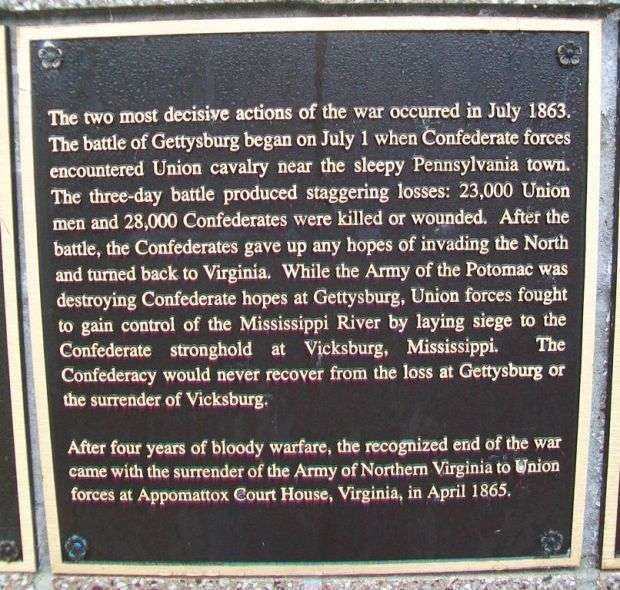 The two most decisive actions of the war occurred in July 1863.
The battle of Gettysburg began on July 1 when Confederate forces
encountered Union cavalry near the sleepy Pennsylvania town.
The three-day battle produced staggering losses: 23,000 Union
men and 28,000 Confederates were killed or wounded. After the
battle, the Confederates gave up any hopes of invading the North
and turned back to Virginia. While the Army of the Potomac was
destroying Confederate hopes at Gettysburg, Union forces fought
to gain control of the Mississippi River by laying siege to the
Confederate stronghold at Vicksburg, Mississippi. The
Confederacy would never recover from the loss at Gettysburg or
the surrender of Vicksburg.
After four years of bloody warfare, the recognized end of the war
came with the surrender of the Army of Northern Virginia to Union
forces at Appomattox Court House, Virginia, in April 1865.